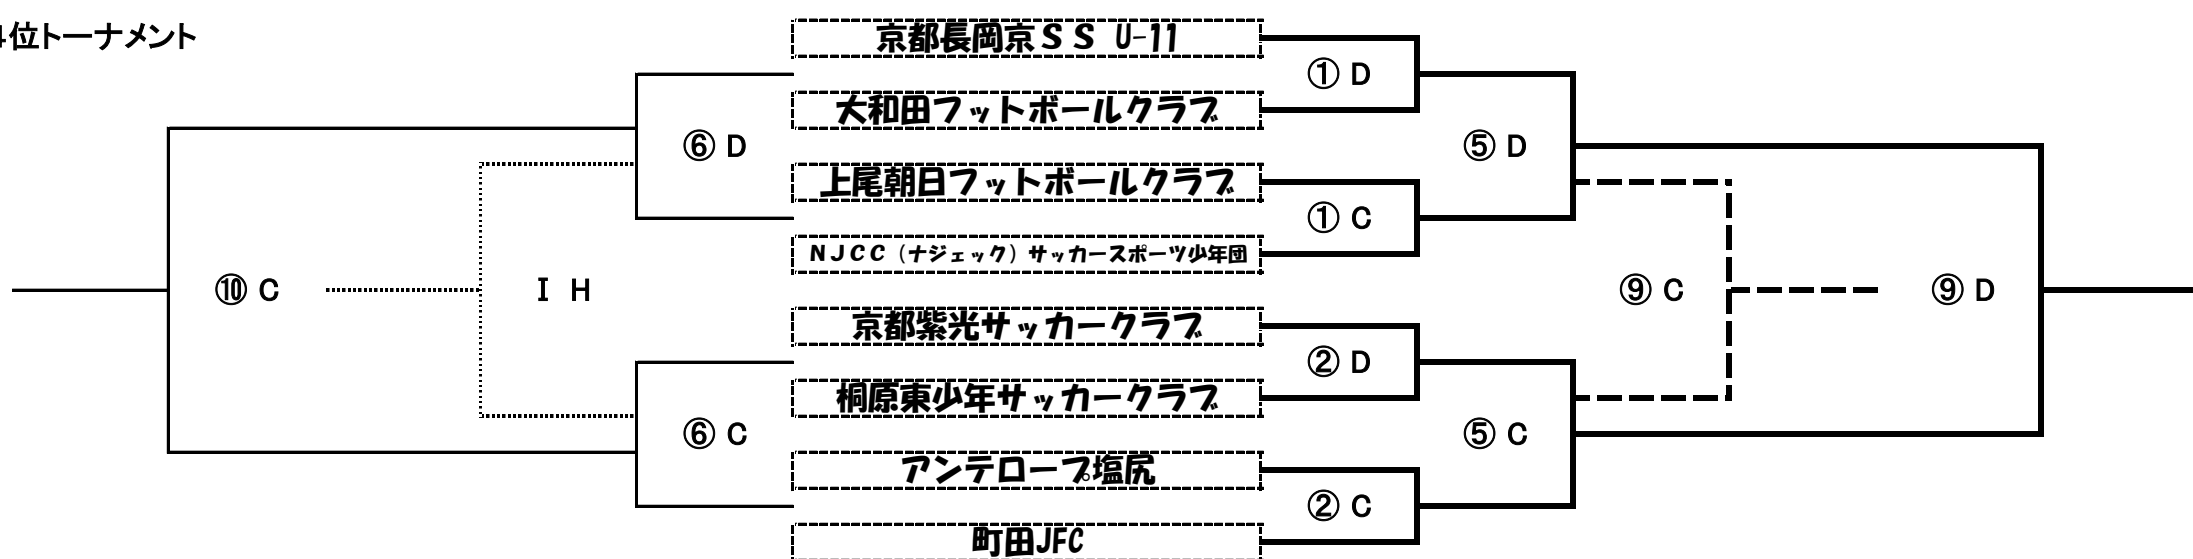 4位トーナメント
京都長岡京ＳＳ U-11
① D
大和田フットボールクラブ
⑥ D
⑤ D
上尾朝日フットボールクラブ
① C
ＮＪＣＣ（ナジェック）サッカースポーツ少年団
⑩ C
Ｉ Ｈ
⑨ C
⑨ D
京都紫光サッカークラブ
② D
桐原東少年サッカークラブ
⑥ C
⑤ C
アンテロープ塩尻
② C
町田JFC